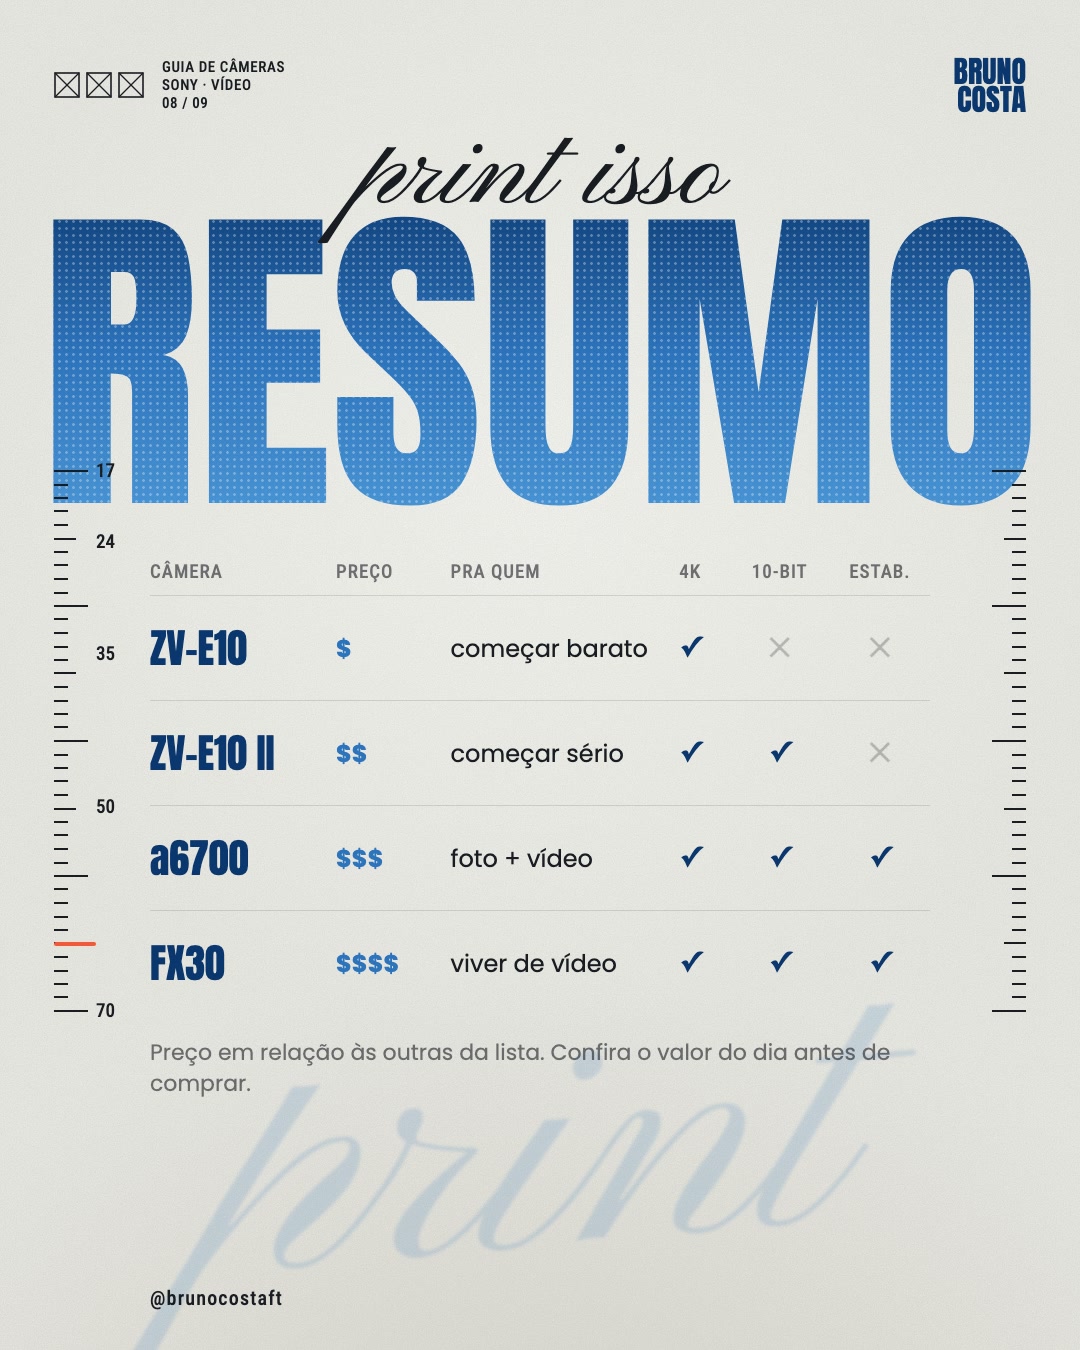 GUIA DE CÂMERAS
SONY · VÍDEO
08 / 09
BRUNO
COSTA
print isso
RESUMO
17
24
35
50
70
CÂMERA PREÇO PRA QUEM 4K 10-BIT ESTAB.
ZV-E10 $ começar barato ✓ ✕ ✕
ZV-E10 II $$ começar sério ✓ ✓ ✕
a6700 $$$ foto + vídeo ✓ ✓ ✓
FX30 $$$$ viver de vídeo ✓ ✓ ✓
Preço em relação às outras da lista. Confira o valor do dia antes de
comprar.
print
@brunocostaft